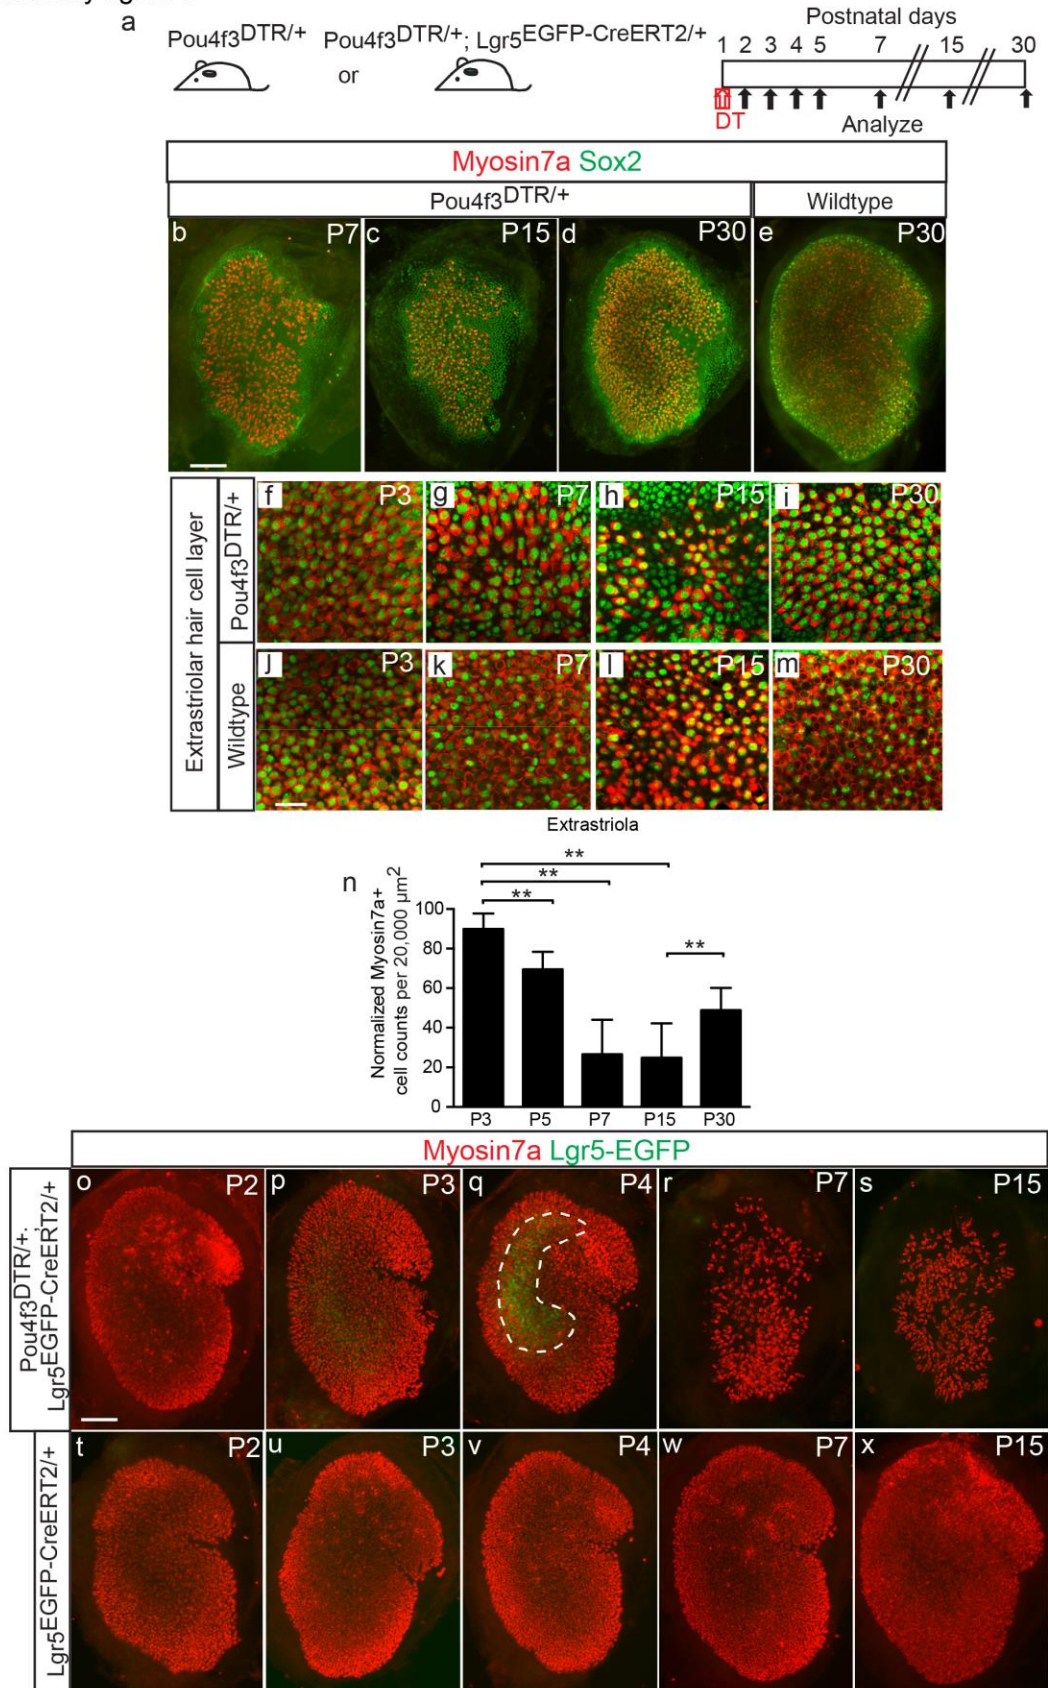 a
Pou4f3DTR/+ Pou4f3DTR/+; Lgr5EGFP-CreERT2/+
or
Postnatal days
1 2 3 4 5 7 15 30
DT
Analyze
Myosin7a Sox2
Pou4f3DTR/+ Wildtype
b P7 c P15 d P30 e P30
Extrastriolar hair cell layer
Pou4f3DTR/+
f P3 g P7 h P15 i P30
Wildtype
j P3 k P7 l P15 m P30
Extrastriola
n
** 
**
**
**
Normalized Myosin7a+
cell counts per 20,000 µm2
100
80
60
40
20
0
P3 P5 P7 P15 P30
Myosin7a Lgr5-EGFP
Pou4f3DTR/+;
Lgr5EGFP-CreERT2/+
o P2 p P3 q P4 r P7 s P15
Lgr5EGFP-CreERT2/+
t P2 u P3 v P4 w P7 x P15